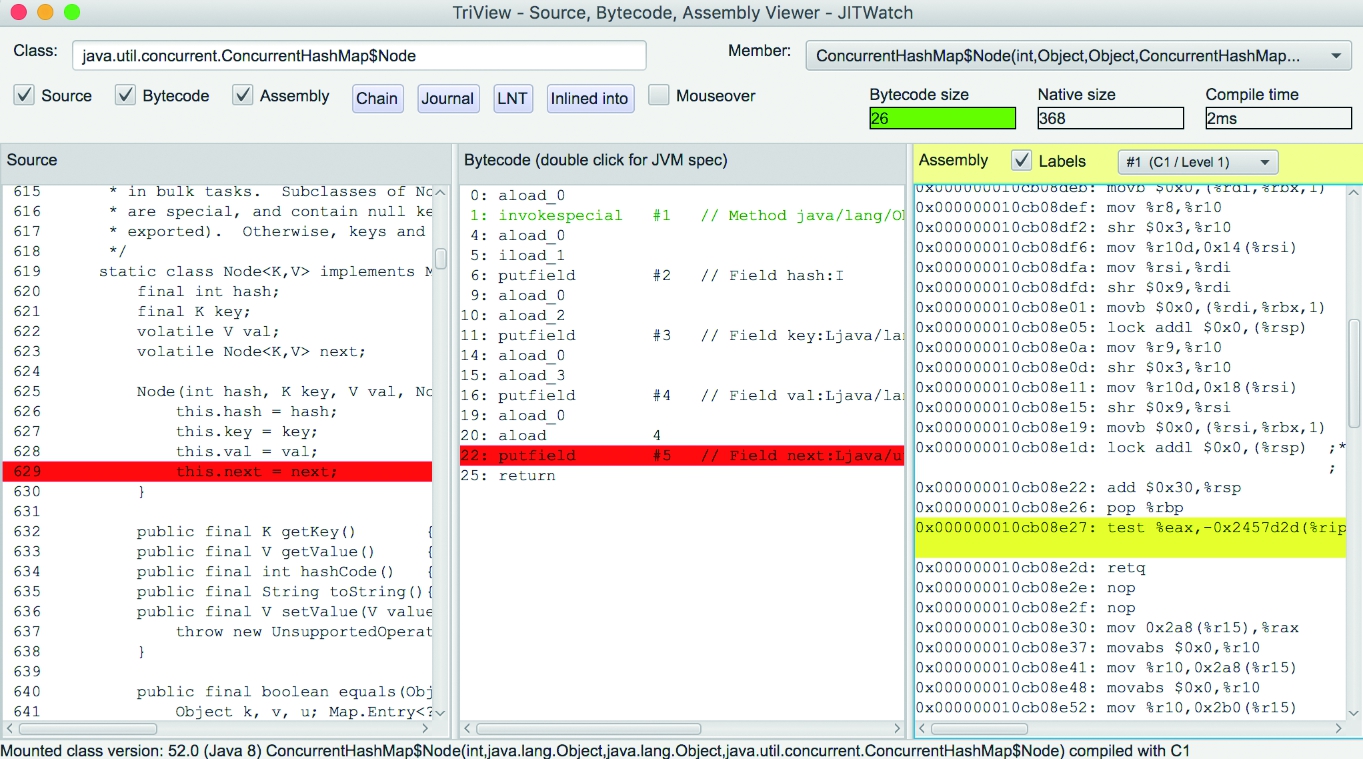 TriView - Source, Bytecode, Assembly Viewer - JITWatch
Class: java.util.concurrent.ConcurrentHashMap$Node Member: ConcurrentHashMap$Node(int,Object,Object,ConcurrentHashMap...
Source Bytecode Assembly Chain Journal LNT Inlined into Mouseover
Bytecode size Native size Compile time
26 368 2ms
Source
615 * in bulk tasks. Subclasses of No
616 * are special, and contain null ke
617 * exported). Otherwise, keys and
618 */
619 static class Node<K,V> implements M
620 final int hash;
621 final K key;
622 volatile V val;
623 volatile Node<K,V> next;
624
625 Node(int hash, K key, V val, No
626 this.hash = hash;
627 this.key = key;
628 this.val = val;
629 this.next = next;
630 }
631
632 public final K getKey() {
633 public final V getValue() {
634 public final int hashCode() {
635 public final String toString(){
636 public final V setValue(V value
637 throw new UnsupportedOperat
638 }
639
640 public final boolean equals(Obj
641 Object k, v, u; Map.Entry<?
Bytecode (double click for JVM spec)
0: aload_0
1: invokespecial #1 // Method java/lang/Ob
4: aload_0
5: iload_1
6: putfield #2 // Field hash:I
9: aload_0
10: aload_2
11: putfield #3 // Field key:Ljava/lan
14: aload_0
15: aload_3
16: putfield #4 // Field val:Ljava/lan
19: aload_0
20: aload 4
22: putfield #5 // Field next:Ljava/u
25: return
Assembly Labels #1 (C1 / Level 1)
0x000000010cb08deb: movb $0x0,(%rdi,%rbx,1)
0x000000010cb08def: mov %r8,%r10
0x000000010cb08df2: shr $0x3,%r10
0x000000010cb08df6: mov %r10d,0x14(%rsi)
0x000000010cb08dfa: mov %rsi,%rdi
0x000000010cb08dfd: shr $0x9,%rdi
0x000000010cb08e01: movb $0x0,(%rdi,%rbx,1)
0x000000010cb08e05: lock addl $0x0,(%rsp)
0x000000010cb08e0a: mov %r9,%r10
0x000000010cb08e0d: shr $0x3,%r10
0x000000010cb08e11: mov %r10d,0x18(%rsi)
0x000000010cb08e15: shr $0x9,%rsi
0x000000010cb08e19: movb $0x0,(%rsi,%rbx,1)
0x000000010cb08e1d: lock addl $0x0,(%rsp) ;*
;
0x000000010cb08e22: add $0x30,%rsp
0x000000010cb08e26: pop %rbp
0x000000010cb08e27: test %eax,-0x2457d2d(%rip
0x000000010cb08e2d: retq
0x000000010cb08e2e: nop
0x000000010cb08e2f: nop
0x000000010cb08e30: mov 0x2a8(%r15),%rax
0x000000010cb08e37: movabs $0x0,%r10
0x000000010cb08e41: mov %r10,0x2a8(%r15)
0x000000010cb08e48: movabs $0x0,%r10
0x000000010cb08e52: mov %r10,0x2b0(%r15)
Mounted class version: 52.0 (Java 8) ConcurrentHashMap$Node(int,java.lang.Object,java.lang.Object,java.util.concurrent.ConcurrentHashMap$Node) compiled with C1